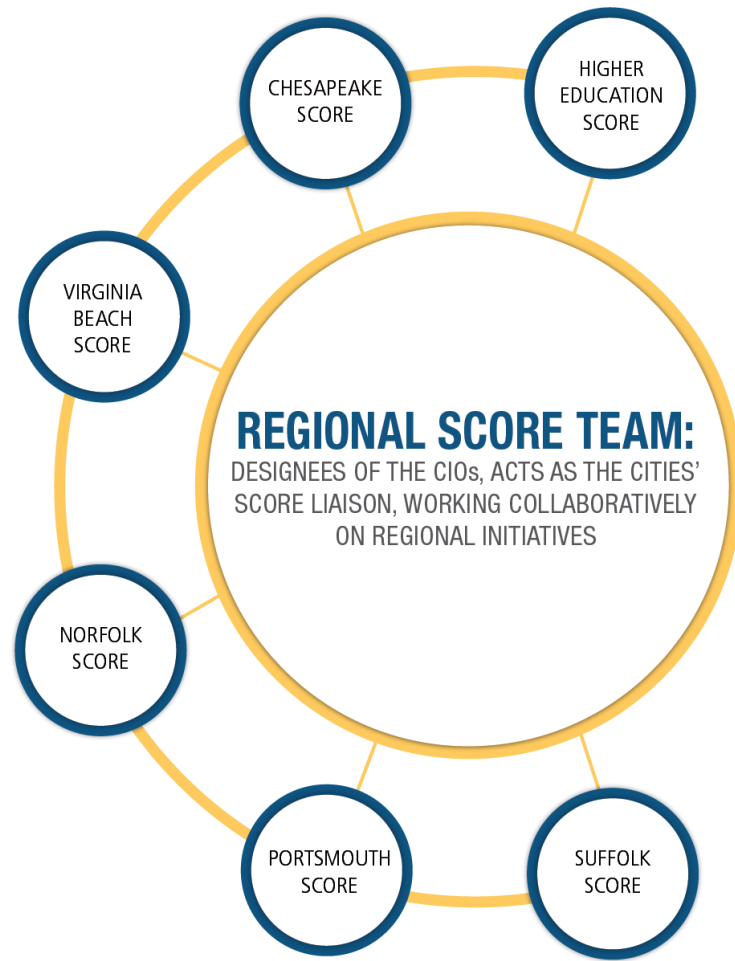 CHESAPEAKE
SCORE
HIGHER
EDUCATION
SCORE
VIRGINIA
BEACH
SCORE
REGIONAL SCORE TEAM:
DESIGNEES OF THE CIOs, ACTS AS THE CITIES’
SCORE LIAISON, WORKING COLLABORATIVELY
ON REGIONAL INITIATIVES
NORFOLK
SCORE
PORTSMOUTH
SCORE
SUFFOLK
SCORE